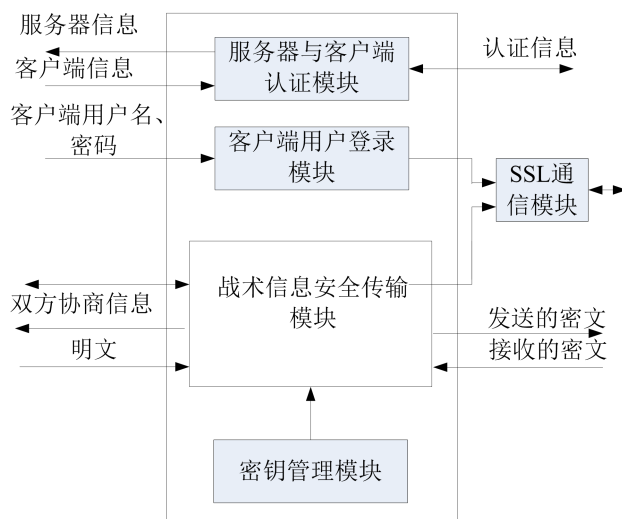 服务器信息
客户端信息
服务器与客户端
认证模块
认证信息
客户端用户名、
密码
客户端用户登录
模块
SSL通
信模块
战术信息安全传输
模块
双方协商信息
明文
发送的密文
接收的密文
密钥管理模块